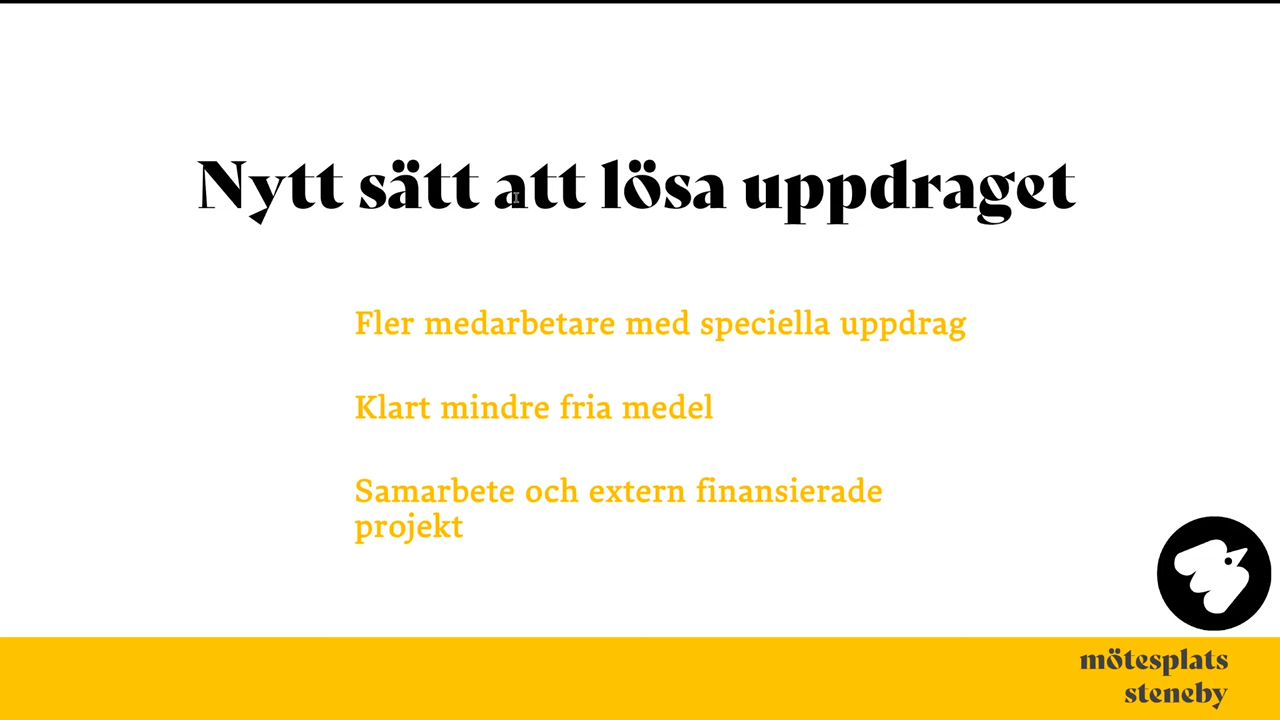 Nytt sätt att lösa uppdraget
Fler medarbetare med speciella uppdrag
Klart mindre fria medel
Samarbete och extern finansierade
projekt
mötesplats
steneby